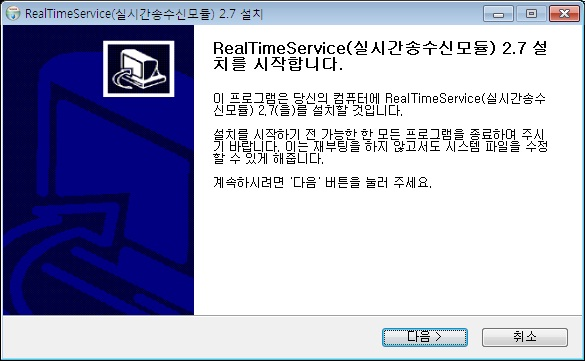 RealTimeService(실시간송수신모듈) 2.7 설치
RealTimeService(실시간송수신모듈) 2.7 설
치를 시작합니다.
이 프로그램은 당신의 컴퓨터에 RealTimeService(실시간송수
신모듈) 2.7(을)를 설치할 것입니다.
설치를 시작하기 전 가능한 한 모든 프로그램을 종료하여 주시
기 바랍니다. 이는 재부팅을 하지 않고서도 시스템 파일을 수정
할 수 있게 해줍니다.
계속하시려면 '다음' 버튼을 눌러 주세요.
다음 >
취소